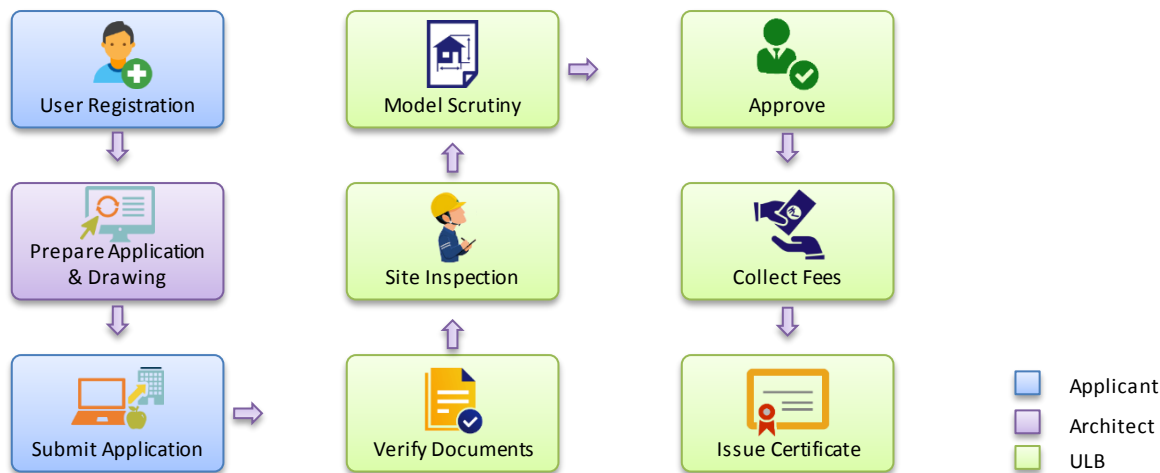 User Registration
Prepare Application
& Drawing
Submit Application
Verify Documents
Site Inspection
Model Scrutiny
Approve
Collect Fees
Issue Certificate
Applicant
Architect
ULB